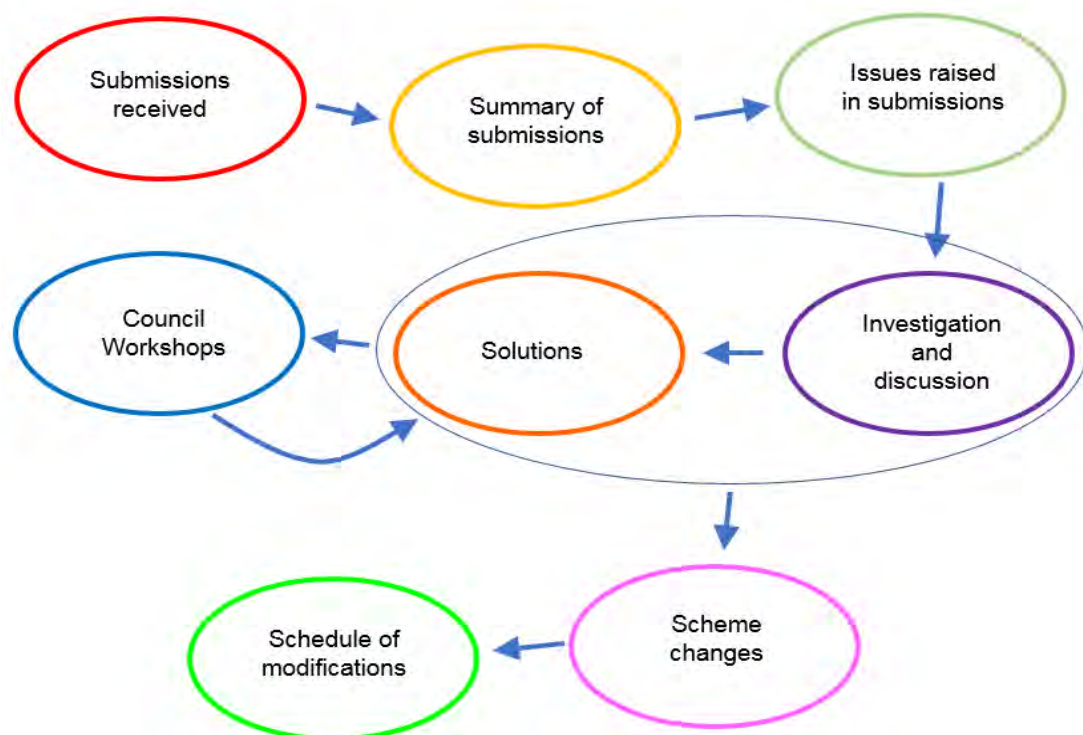 Submissions
received
Summary of
submissions
Issues raised
in submissions
Investigation
and
discussion
Solutions
Council
Workshops
Scheme
changes
Schedule of
modifications